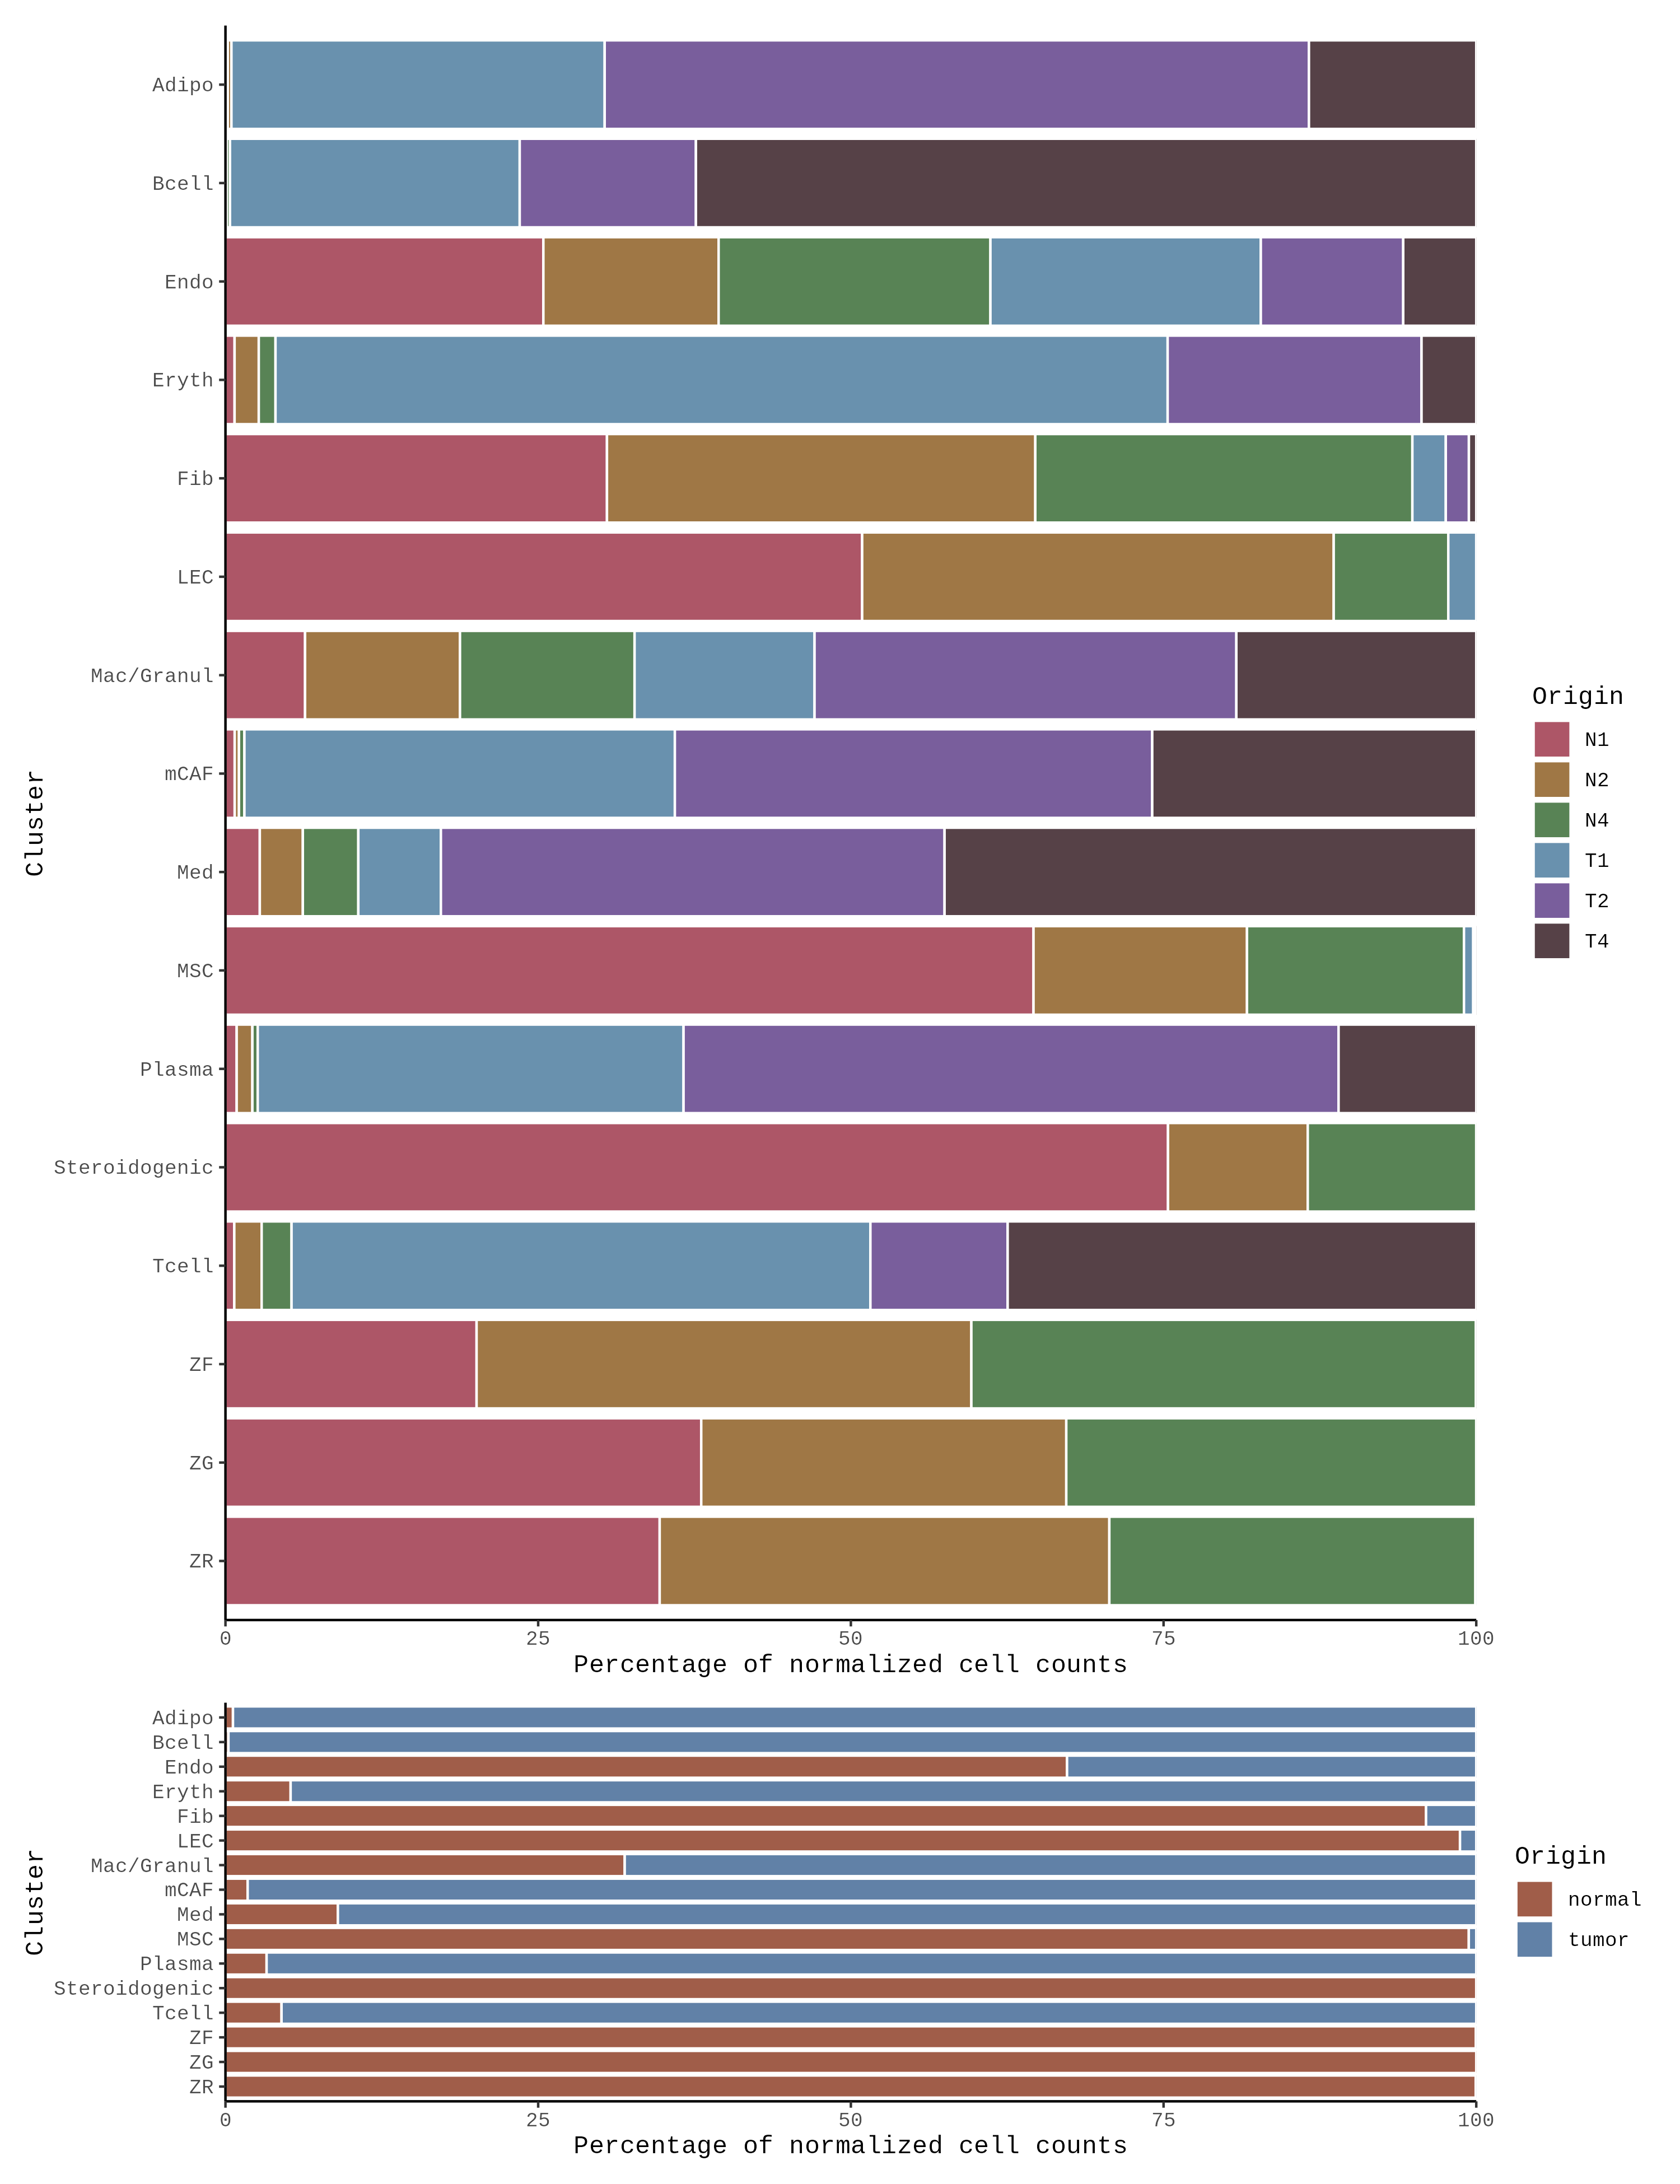 Adipo
Bcell
Endo
Eryth
Fib
LEC
Mac/Granul
mCAF
Med
MSC
Plasma
Steroidogenic
Tcell
ZF
ZG
ZR
Cluster
0 25 50 75 100
Percentage of normalized cell counts
Origin
N1
N2
N4
T1
T2
T4
Adipo
Bcell
Endo
Eryth
Fib
LEC
Mac/Granul
mCAF
Med
MSC
Plasma
Steroidogenic
Tcell
ZF
ZG
ZR
Cluster
0 25 50 75 100
Percentage of normalized cell counts
Origin
normal
tumor